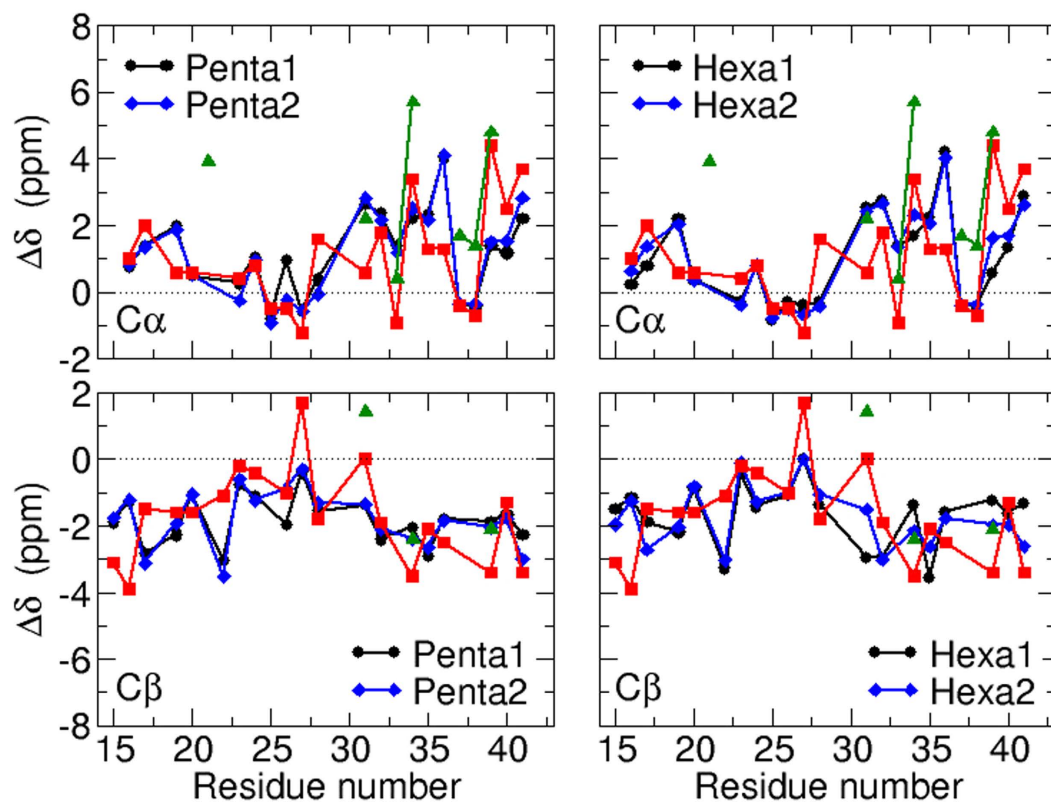 8
6
4
2
0
-2
Δδ (ppm)
Penta1
Penta2
Cα
Hexa1
Hexa2
Cα
2
0
-2
-4
-6
-8
Δδ (ppm)
Penta1
Penta2
Cβ
Hexa1
Hexa2
Cβ
15 20 25 30 35 40
15 20 25 30 35 40
Residue number
Residue number